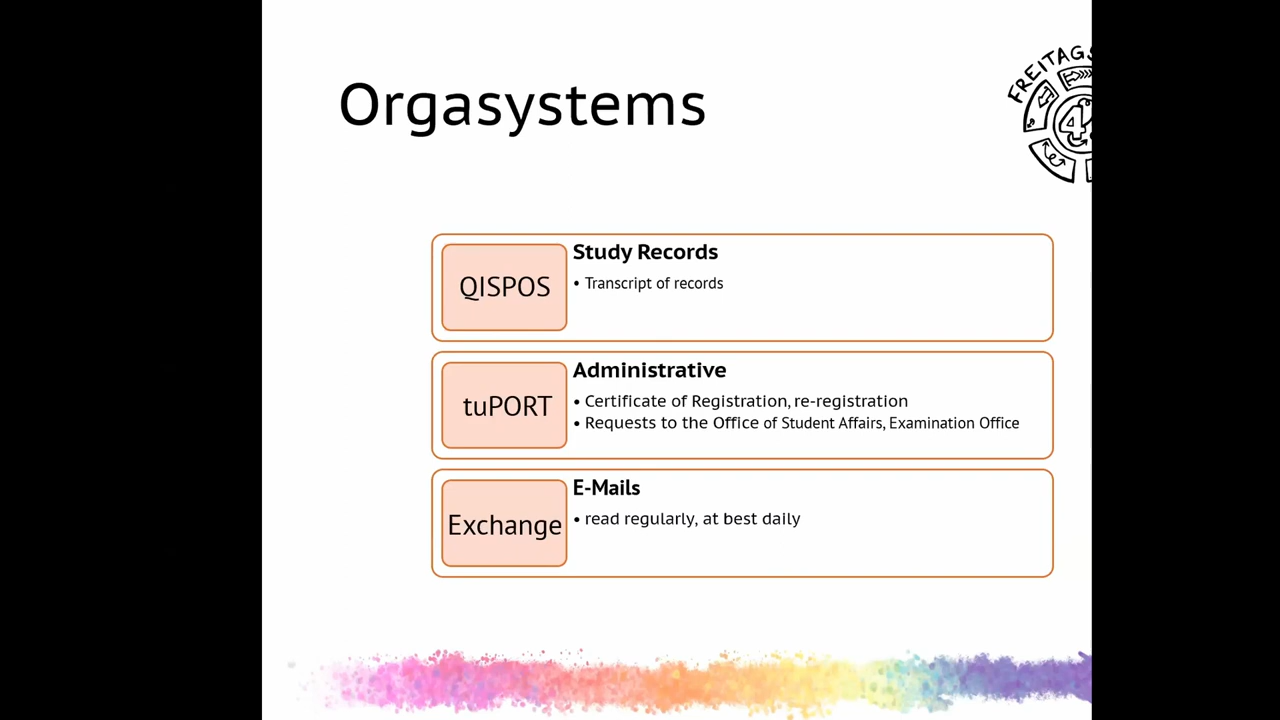 Orgasystems
FREITAGS
4
QISPOS
Study Records
• Transcript of records
tuPORT
Administrative
• Certificate of Registration, re-registration
• Requests to the Office of Student Affairs, Examination Office
Exchange
E-Mails
• read regularly, at best daily